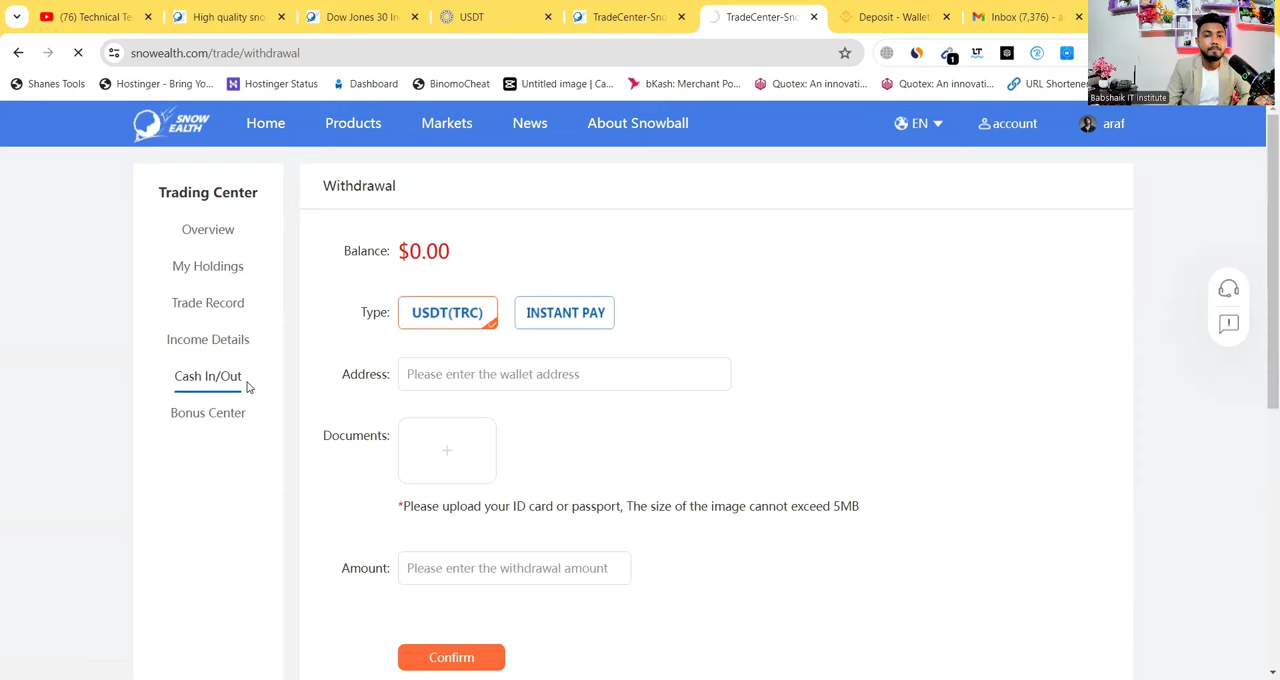 (76) Technical Te
High quality sno
Dow Jones 30 In
USDT
TradeCenter-Sno
TradeCenter-Sno
Deposit - Wallet
Inbox (7,376) - a
snowealth.com/trade/withdrawal
Shanes Tools
Hostinger - Bring Yo...
Hostinger Status
Dashboard
BinomoCheat
Untitled image | Ca...
bKash: Merchant Po...
Quotex: An innovati...
Quotex: An innovati...
URL Shortene
Babshaik IT Institute
SNOW
EALTH
Home
Products
Markets
News
About Snowball
EN
account
araf
Trading Center
Overview
My Holdings
Trade Record
Income Details
Cash In/Out
Bonus Center
Withdrawal
Balance: $0.00
Type: USDT(TRC) INSTANT PAY
Address: Please enter the wallet address
Documents: +
*Please upload your ID card or passport, The size of the image cannot exceed 5MB
Amount: Please enter the withdrawal amount
Confirm